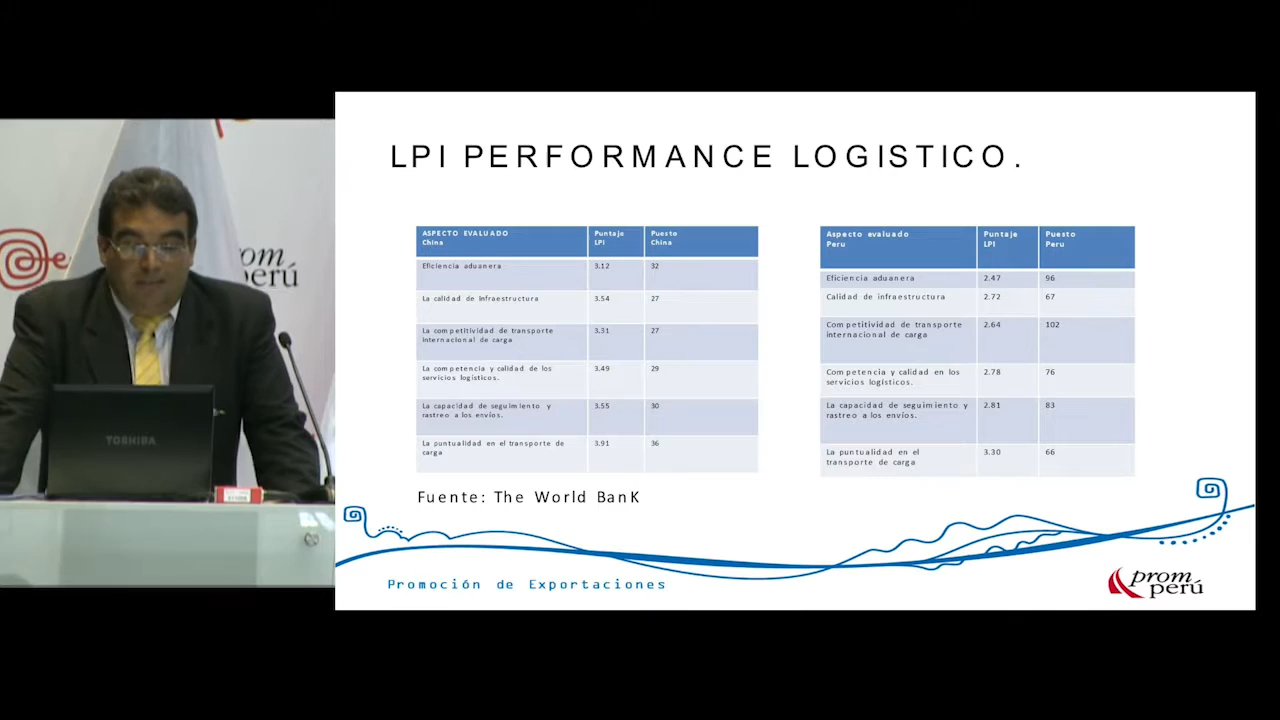 LPI PERFORMANCE LOGISTICO.
ASPECTO EVALUADO
China
Puntaje
LPI
Puesto
China
Eficiencia aduanera
3.12
32
La calidad de Infraestructura
3.54
27
La competitividad de transporte
internacional de carga
3.31
27
La competencia y calidad de los
servicios logísticos.
3.49
29
La capacidad de seguimiento y
rastreo a los envíos.
3.55
30
La puntualidad en el transporte de
carga
3.91
36
Aspecto evaluado
Peru
Puntaje
LPI
Puesto
Peru
Eficiencia aduanera
2.47
96
Calidad de infraestructura
2.72
67
Competitividad de transporte
internacional de carga
2.64
102
Competencia y calidad en los
servicios logísticos.
2.78
76
La capacidad de seguimiento y
rastreo a los envíos.
2.81
83
La puntualidad en el
transporte de carga
3.30
66
Fuente: The World BanK
Promoción de Exportaciones
prom
perú
TOSHIBA
perú